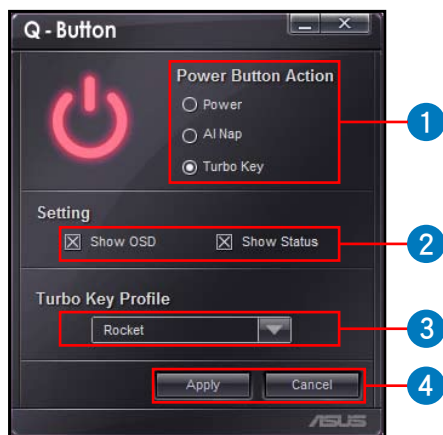 Q - Button
Power Button Action
Power
1
AI Nap
Turbo Key
Setting
Show OSD Show Status
2
Turbo Key Profile
Rocket
3
Apply Cancel
4
ASUS